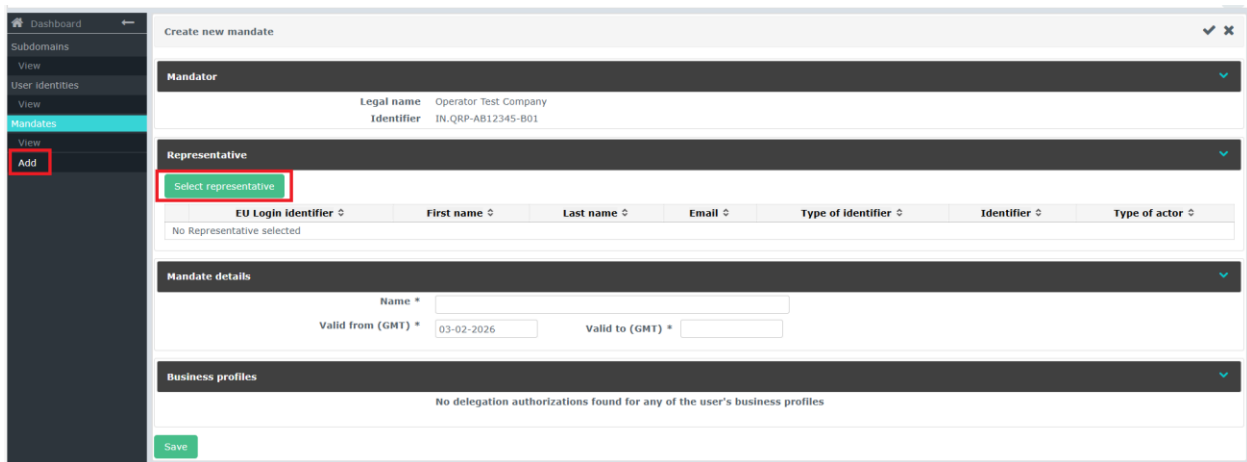 Dashboard
Subdomains
View
User identities
View
Mandates
View
Add
Create new mandate
Mandator
Legal name Operator Test Company
Identifier IN.QRP-AB12345-B01
Representative
Select representative
EU Login identifier First name Last name Email Type of identifier Identifier Type of actor
No Representative selected
Mandate details
Name *
Valid from (GMT) * 03-02-2026 Valid to (GMT) *
Business profiles
No delegation authorizations found for any of the user's business profiles
Save